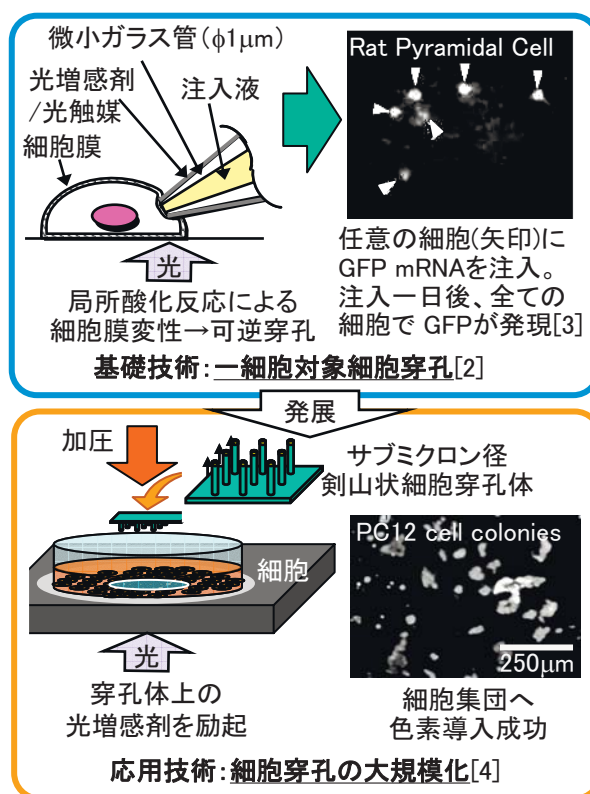 微小ガラス管(φ1μm)
光増感剤
/光触媒
注入液
細胞膜
光
局所酸化反応による
細胞膜変性→可逆穿孔
Rat Pyramidal Cell
任意の細胞(矢印)に
GFP mRNAを注入。
注入一日後、全ての
細胞で GFPが発現[3]
基礎技術:一細胞対象細胞穿孔[2]
発展
加圧
サブミクロン径
剣山状細胞穿孔体
細胞
光
穿孔体上の
光増感剤を励起
PC12 cell colonies
250μm
細胞集団へ
色素導入成功
応用技術:細胞穿孔の大規模化[4]